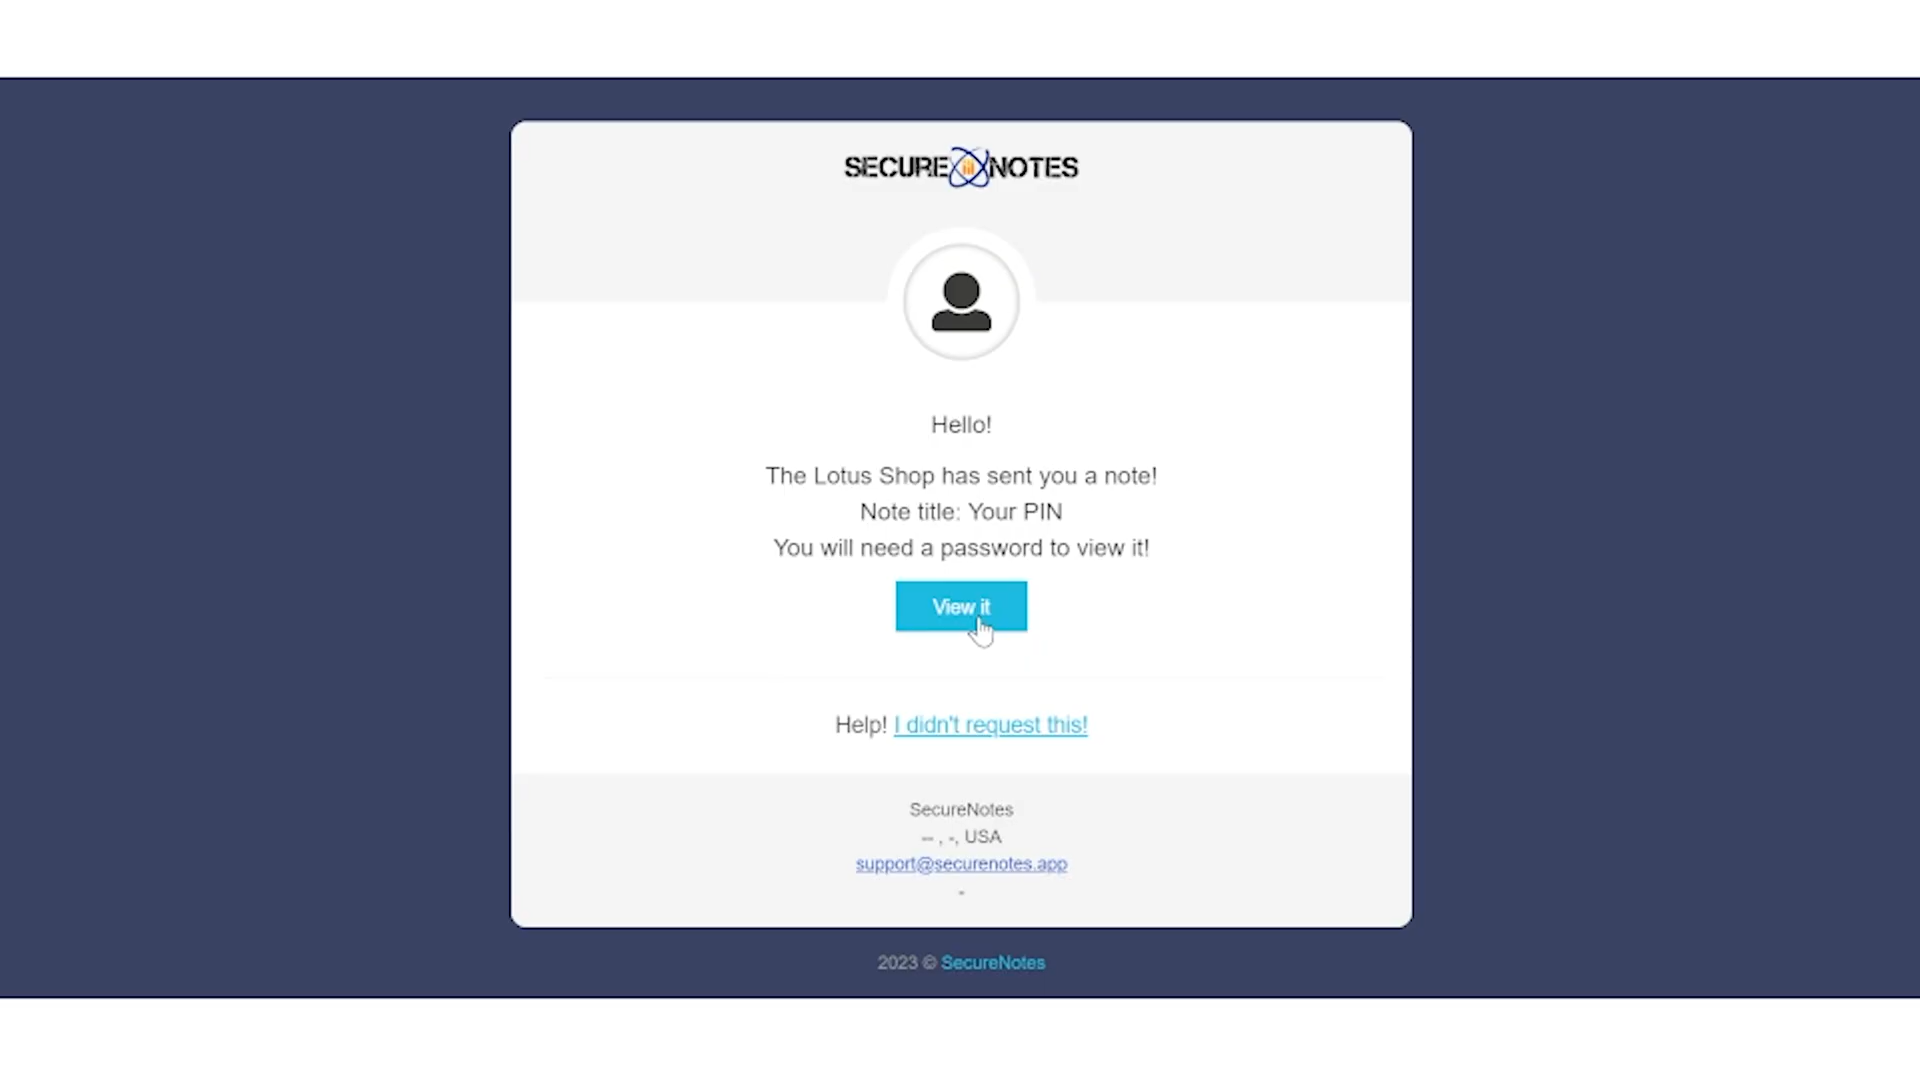 SECURE NOTES
Hello!
The Lotus Shop has sent you a note!
Note title: Your PIN
You will need a password to view it!
View it
Help! I didn't request this!
SecureNotes
-- , -, USA
support@securenotes.app
-
2023 © SecureNotes